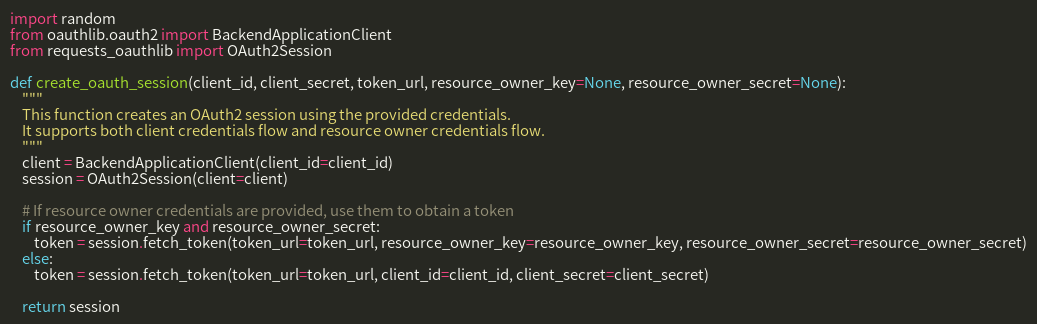 import random
from oauthlib.oauth2 import BackendApplicationClient
from requests_oauthlib import OAuth2Session

def create_oauth_session(client_id, client_secret, token_url, resource_owner_key=None, resource_owner_secret=None):
    """
    This function creates an OAuth2 session using the provided credentials.
    It supports both client credentials flow and resource owner credentials flow.
    """
    client = BackendApplicationClient(client_id=client_id)
    session = OAuth2Session(client=client)

    # If resource owner credentials are provided, use them to obtain a token
    if resource_owner_key and resource_owner_secret:
        token = session.fetch_token(token_url=token_url, resource_owner_key=resource_owner_key, resource_owner_secret=resource_owner_secret)
    else:
        token = session.fetch_token(token_url=token_url, client_id=client_id, client_secret=client_secret)

    return session